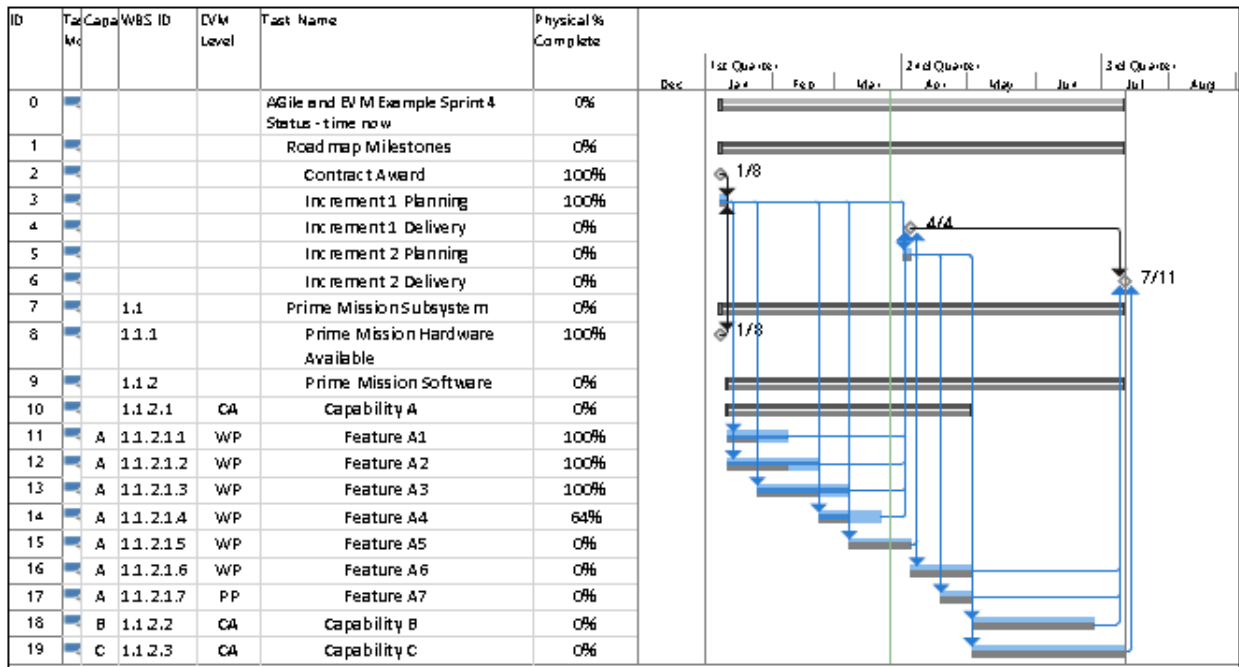 ID Ta Capa WBS ID EVM Task Name Physical %
Mo Level Complete
1st Quarter 2nd Quarter 3rd Quarter
Dec Jan Feb Mar Apr May Jun Jul Aug
0 AGile and EVM Example Sprint 4 0%
Status - time now
1 Roadmap Milestones 0%
2 Contract Award 100% 1/8
3 Increment 1 Planning 100%
4 Increment 1 Delivery 0% 4/4
5 Increment 2 Planning 0%
6 Increment 2 Delivery 0% 7/11
7 1.1 Prime Mission Subsystem 0%
8 1.1.1 Prime Mission Hardware 100% 1/8
Available
9 1.1.2 Prime Mission Software 0%
10 1.1.2.1 CA Capability A 0%
11 A 1.1.2.1.1 WP Feature A1 100%
12 A 1.1.2.1.2 WP Feature A2 100%
13 A 1.1.2.1.3 WP Feature A3 100%
14 A 1.1.2.1.4 WP Feature A4 64%
15 A 1.1.2.1.5 WP Feature A5 0%
16 A 1.1.2.1.6 WP Feature A6 0%
17 A 1.1.2.1.7 PP Feature A7 0%
18 B 1.1.2.2 CA Capability B 0%
19 C 1.1.2.3 CA Capability C 0%